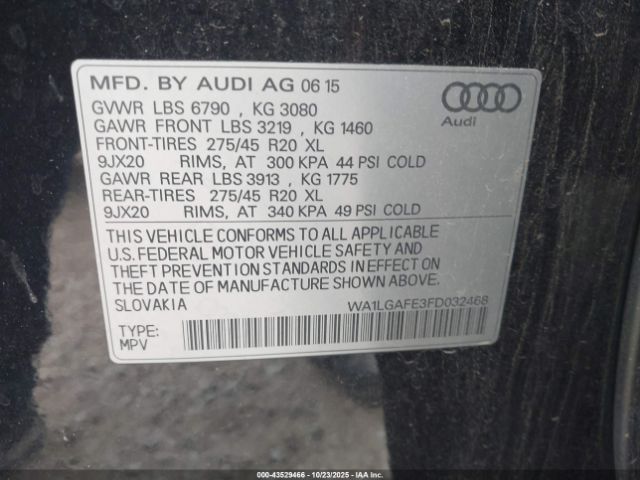 MFD. BY AUDI AG 06 15
Audi
GVWR LBS 6790 , KG 3080
GAWR FRONT LBS 3219 , KG 1460
FRONT-TIRES 275/45 R20 XL
9JX20 RIMS, AT 300 KPA 44 PSI COLD
GAWR REAR LBS 3913 , KG 1775
REAR-TIRES 275/45 R20 XL
9JX20 RIMS, AT 340 KPA 49 PSI COLD
THIS VEHICLE CONFORMS TO ALL APPLICABLE
U.S. FEDERAL MOTOR VEHICLE SAFETY AND
THEFT PREVENTION STANDARDS IN EFFECT ON
THE DATE OF MANUFACTURE SHOWN ABOVE.
SLOVAKIA WA1LGAFE3FD032468
TYPE:
MPV
000-43529466 - 10/23/2025 - IAA Inc.